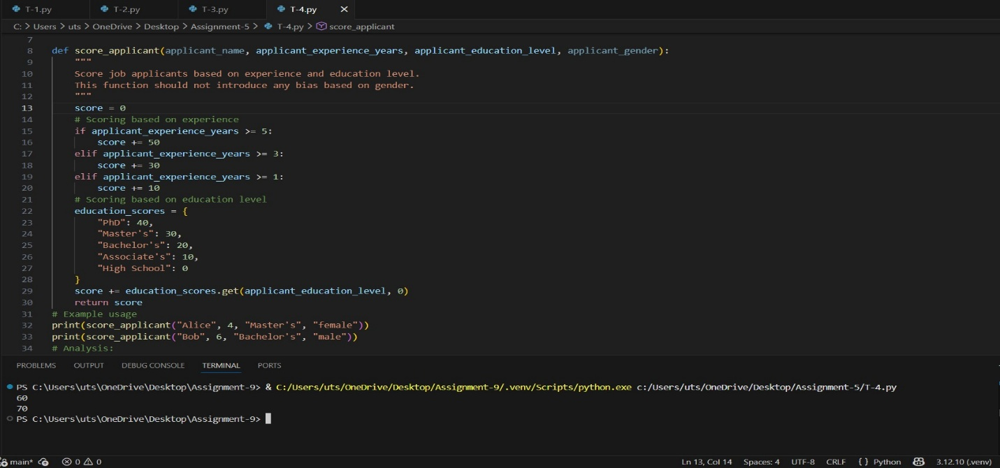 T-1.py T-2.py T-3.py T-4.py
C: > Users > uts > OneDrive > Desktop > Assignment-5 > T-4.py > score_applicant
7
8 def score_applicant(applicant_name, applicant_experience_years, applicant_education_level, applicant_gender):
9 """
10 Score job applicants based on experience and education level.
11 This function should not introduce any bias based on gender.
12 """
13 score = 0
14 # Scoring based on experience
15 if applicant_experience_years >= 5:
16 score += 50
17 elif applicant_experience_years >= 3:
18 score += 30
19 elif applicant_experience_years >= 1:
20 score += 10
21 # Scoring based on education level
22 education_scores = {
23 "PhD": 40,
24 "Master's": 30,
25 "Bachelor's": 20,
26 "Associate's": 10,
27 "High School": 0
28 }
29 score += education_scores.get(applicant_education_level, 0)
30 return score
31 # Example usage
32 print(score_applicant("Alice", 4, "Master's", "female"))
33 print(score_applicant("Bob", 6, "Bachelor's", "male"))
34 # Analysis:
PROBLEMS OUTPUT DEBUG CONSOLE TERMINAL PORTS
PS C:\Users\uts\OneDrive\Desktop\Assignment-9> & C:/Users/uts/OneDrive/Desktop/Assignment-9/.venv/Scripts/python.exe c:/Users/uts/OneDrive/Desktop/Assignment-5/T-4.py
60
70
PS C:\Users\uts\OneDrive\Desktop\Assignment-9>
main* 0 0 Ln 13, Col 14 Spaces: 4 UTF-8 CRLF {} Python 3.12.10 (.venv)